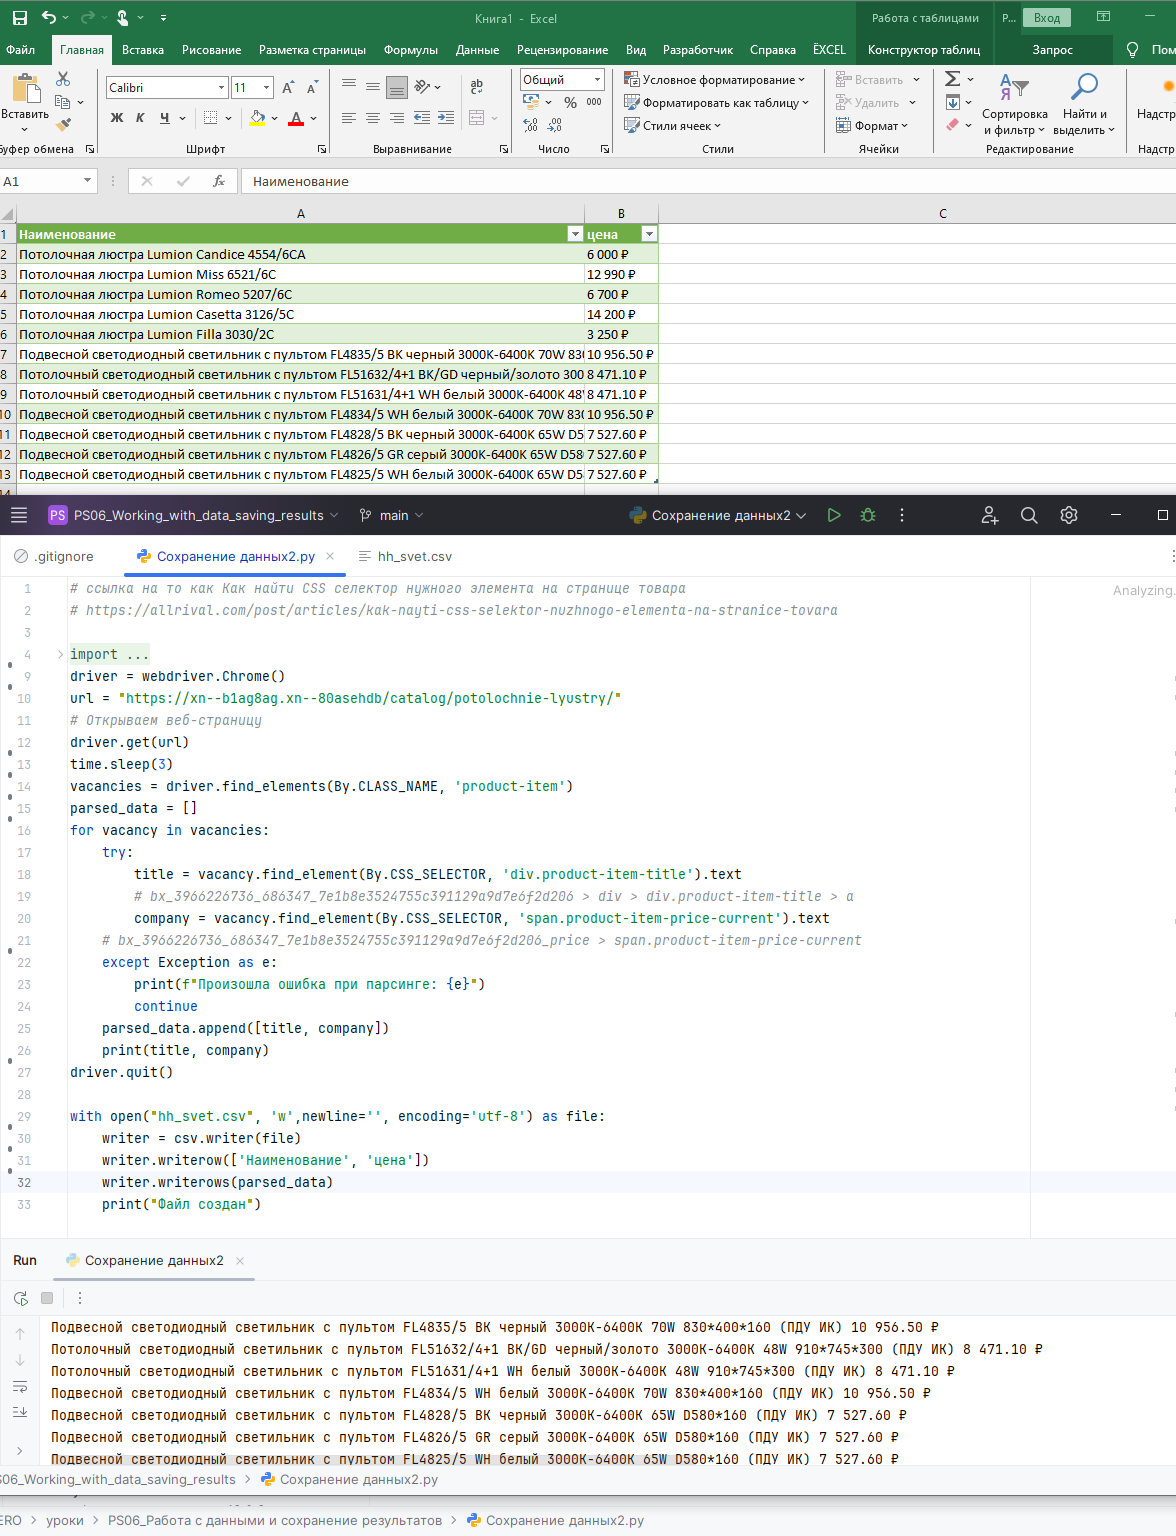 Книга1 - Excel
Работа с таблицами
Р...
Вход
Файл Главная Вставка Рисование Разметка страницы Формулы Данные Рецензирование Вид Разработчик Справка ЁXCEL Конструктор таблиц Запрос Пом
Вставить
Calibri 11
Ж К Ч
ab
c
Общий
% 000
Условное форматирование
Форматировать как таблицу
Стили ячеек
Вставить
Удалить
Формат
Сортировка и фильтр
Найти и выделить
Надстр
Буфер обмена Шрифт Выравнивание Число Стили Ячейки Редактирование Надстр
A1 fx Наименование
A B C
1 Наименование цена
2 Потолочная люстра Lumion Candice 4554/6CA 6 000 ₽
3 Потолочная люстра Lumion Miss 6521/6C 12 990 ₽
4 Потолочная люстра Lumion Romeo 5207/6C 6 700 ₽
5 Потолочная люстра Lumion Casetta 3126/5C 14 200 ₽
6 Потолочная люстра Lumion Filla 3030/2C 3 250 ₽
7 Подвесной светодиодный светильник с пультом FL4835/5 BK черный 3000K-6400K 70W 830 10 956.50 ₽
8 Потолочный светодиодный светильник с пультом FL51632/4+1 BK/GD черный/золото 300 8 471.10 ₽
9 Потолочный светодиодный светильник с пультом FL51631/4+1 WH белый 3000K-6400K 48W 8 471.10 ₽
10 Подвесной светодиодный светильник с пультом FL4834/5 WH белый 3000K-6400K 70W 830 10 956.50 ₽
11 Подвесной светодиодный светильник с пультом FL4828/5 BK черный 3000K-6400K 65W D5 7 527.60 ₽
12 Подвесной светодиодный светильник с пультом FL4826/5 GR серый 3000K-6400K 65W D58 7 527.60 ₽
13 Подвесной светодиодный светильник с пультом FL4825/5 WH белый 3000K-6400K 65W D5 7 527.60 ₽
14
PS PS06_Working_with_data_saving_results main Сохранение данных2
.gitignore Сохранение данных2.py hh_svet.csv
Analyzing.
1 # ссылка на то как Как найти CSS селектор нужного элемента на странице товара
2 # https://allrival.com/post/articles/kak-nayti-css-selektor-nuzhnogo-elementa-na-stranice-tovara
3
4 import ...
9 driver = webdriver.Chrome()
10 url = "https://xn--b1ag8ag.xn--80asehdb/catalog/potolochnie-lyustry/"
11 # Открываем веб-страницу
12 driver.get(url)
13 time.sleep(3)
14 vacancies = driver.find_elements(By.CLASS_NAME, 'product-item')
15 parsed_data = []
16 for vacancy in vacancies:
17 try:
18 title = vacancy.find_element(By.CSS_SELECTOR, 'div.product-item-title').text
19 # bx_3966226736_686347_7e1b8e3524755c391129a9d7e6f2d206 > div > div.product-item-title > a
20 company = vacancy.find_element(By.CSS_SELECTOR, 'span.product-item-price-current').text
21 # bx_3966226736_686347_7e1b8e3524755c391129a9d7e6f2d206_price > span.product-item-price-current
22 except Exception as e:
23 print(f"Произошла ошибка при парсинге: {e}")
24 continue
25 parsed_data.append([title, company])
26 print(title, company)
27 driver.quit()
28
29 with open("hh_svet.csv", 'w',newline='', encoding='utf-8') as file:
30 writer = csv.writer(file)
31 writer.writerow(['Наименование', 'цена'])
32 writer.writerows(parsed_data)
33 print("Файл создан")
Run Сохранение данных2
Подвесной светодиодный светильник с пультом FL4835/5 BK черный 3000K-6400K 70W 830*400*160 (ПДУ ИК) 10 956.50 ₽
Потолочный светодиодный светильник с пультом FL51632/4+1 BK/GD черный/золото 3000K-6400K 48W 910*745*300 (ПДУ ИК) 8 471.10 ₽
Потолочный светодиодный светильник с пультом FL51631/4+1 WH белый 3000K-6400K 48W 910*745*300 (ПДУ ИК) 8 471.10 ₽
Подвесной светодиодный светильник с пультом FL4834/5 WH белый 3000K-6400K 70W 830*400*160 (ПДУ ИК) 10 956.50 ₽
Подвесной светодиодный светильник с пультом FL4828/5 BK черный 3000K-6400K 65W D580*160 (ПДУ ИК) 7 527.60 ₽
Подвесной светодиодный светильник с пультом FL4826/5 GR серый 3000K-6400K 65W D580*160 (ПДУ ИК) 7 527.60 ₽
Подвесной светодиодный светильник с пультом FL4825/5 WH белый 3000K-6400K 65W D580*160 (ПДУ ИК) 7 527.60 ₽
S06_Working_with_data_saving_results > Сохранение данных2.py
ERO > уроки > PS06_Работа с данными и сохранение результатов > Сохранение данных2.py